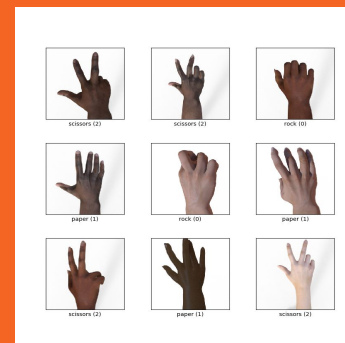 scissors (2)
scissors (2)
rock (0)
paper (1)
rock (0)
paper (1)
scissors (2)
paper (1)
scissors (2)